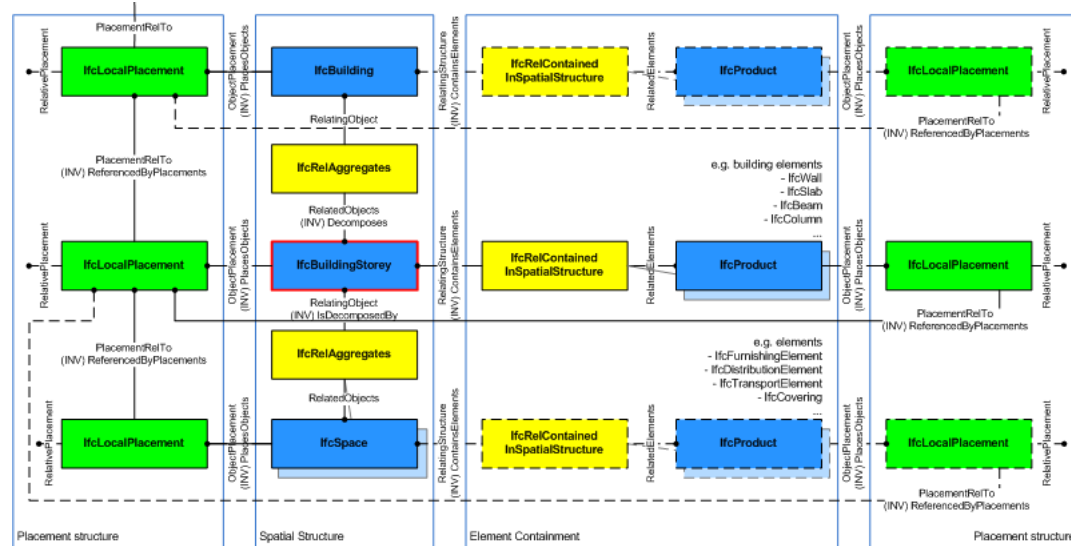 PlacementRelTo
RelativePlacement
IfcLocalPlacement
ObjectPlacement
(INV) PlacesObjects
IfcBuilding
RelatingStructure
(INV) ContainsElements
IfcRelContained
InSpatialStructure
RelatedElements
IfcProduct
ObjectPlacement
(INV) PlacesObjects
IfcLocalPlacement
RelativePlacement
RelatingObject
PlacementRelTo
(INV) ReferencedByPlacements
PlacementRelTo
(INV) ReferencedByPlacements
IfcRelAggregates
e.g. building elements
- IfcWall
- IfcSlab
- IfcBeam
- IfcColumn
...
RelatedObjects
(INV) Decomposes
RelativePlacement
IfcLocalPlacement
ObjectPlacement
(INV) PlacesObjects
IfcBuildingStorey
RelatingStructure
(INV) ContainsElements
IfcRelContained
InSpatialStructure
RelatedElements
IfcProduct
ObjectPlacement
(INV) PlacesObjects
IfcLocalPlacement
RelativePlacement
RelatingObject
(INV) IsDecomposedBy
PlacementRelTo
(INV) ReferencedByPlacements
PlacementRelTo
(INV) ReferencedByPlacements
IfcRelAggregates
e.g. elements
- IfcFurnishingElement
- IfcDistributionElement
- IfcTransportElement
- IfcCovering
...
RelatedObjects
RelativePlacement
IfcLocalPlacement
ObjectPlacement
(INV) PlacesObjects
IfcSpace
RelatingStructure
(INV) ContainsElements
IfcRelContained
InSpatialStructure
RelatedElements
IfcProduct
ObjectPlacement
(INV) PlacesObjects
IfcLocalPlacement
RelativePlacement
PlacementRelTo
(INV) ReferencedByPlacements
Placement structure
Spatial Structure
Element Containment
Placement structure